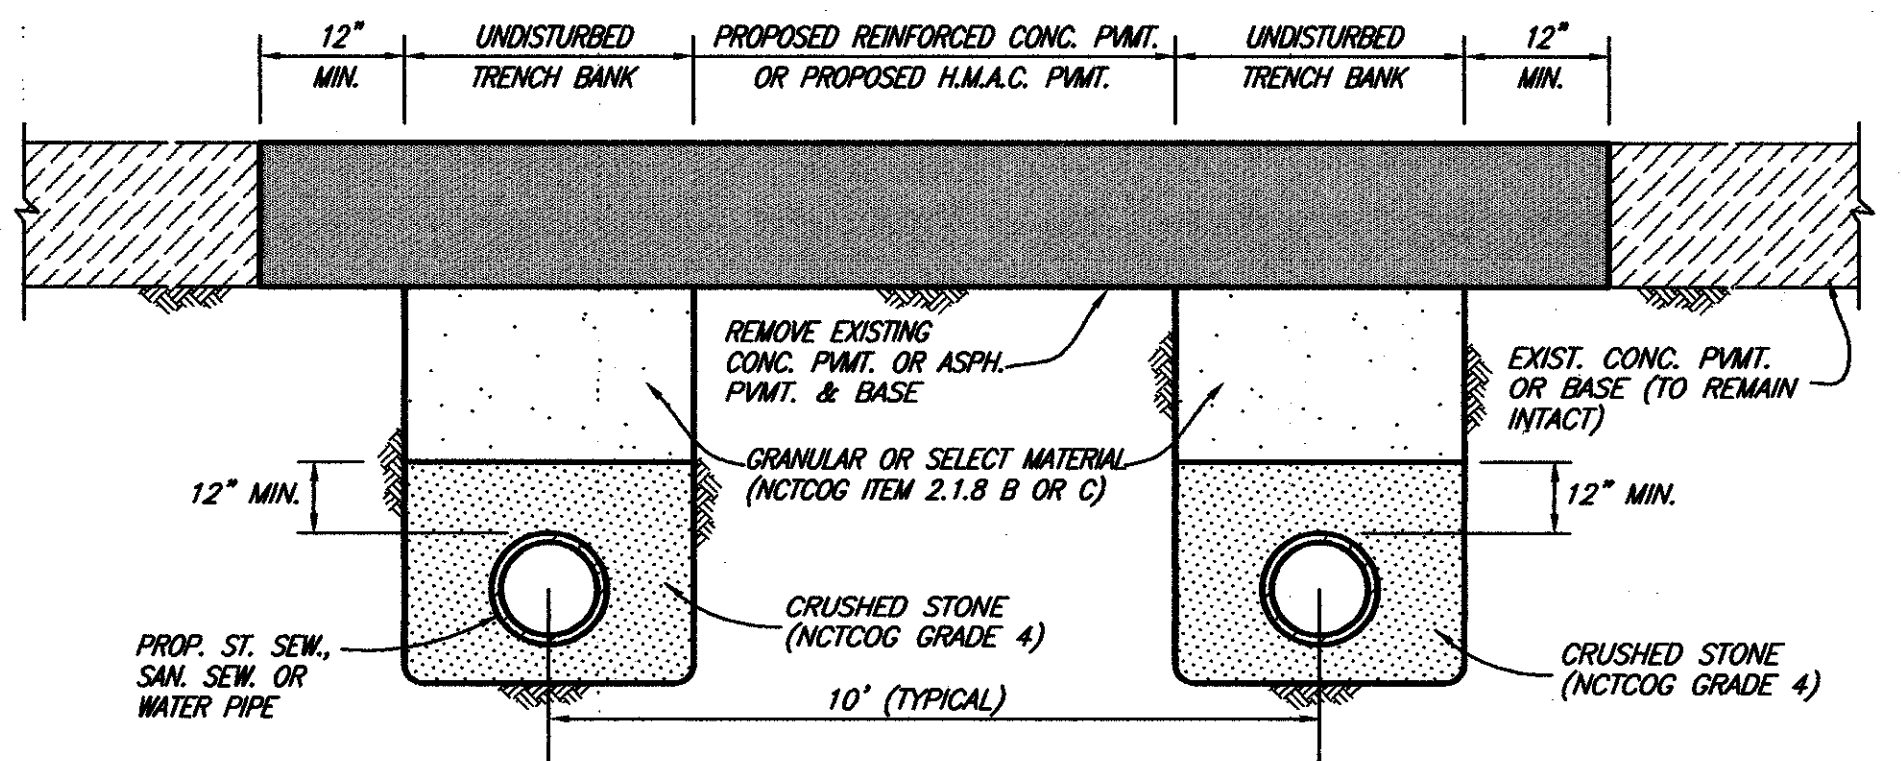 12"
MIN.
UNDISTURBED
TRENCH BANK
PROPOSED REINFORCED CONC. PVMT.
OR PROPOSED H.M.A.C. PVMT.
UNDISTURBED
TRENCH BANK
12"
MIN.
REMOVE EXISTING
CONC. PVMT. OR ASPH.
PVMT. & BASE
EXIST. CONC. PVMT.
OR BASE (TO REMAIN
INTACT)
GRANULAR OR SELECT MATERIAL
(NCTCOG ITEM 2.1.8 B OR C)
12" MIN.
12" MIN.
CRUSHED STONE
(NCTCOG GRADE 4)
PROP. ST. SEW.,
SAN. SEW. OR
WATER PIPE
CRUSHED STONE
(NCTCOG GRADE 4)
10' (TYPICAL)